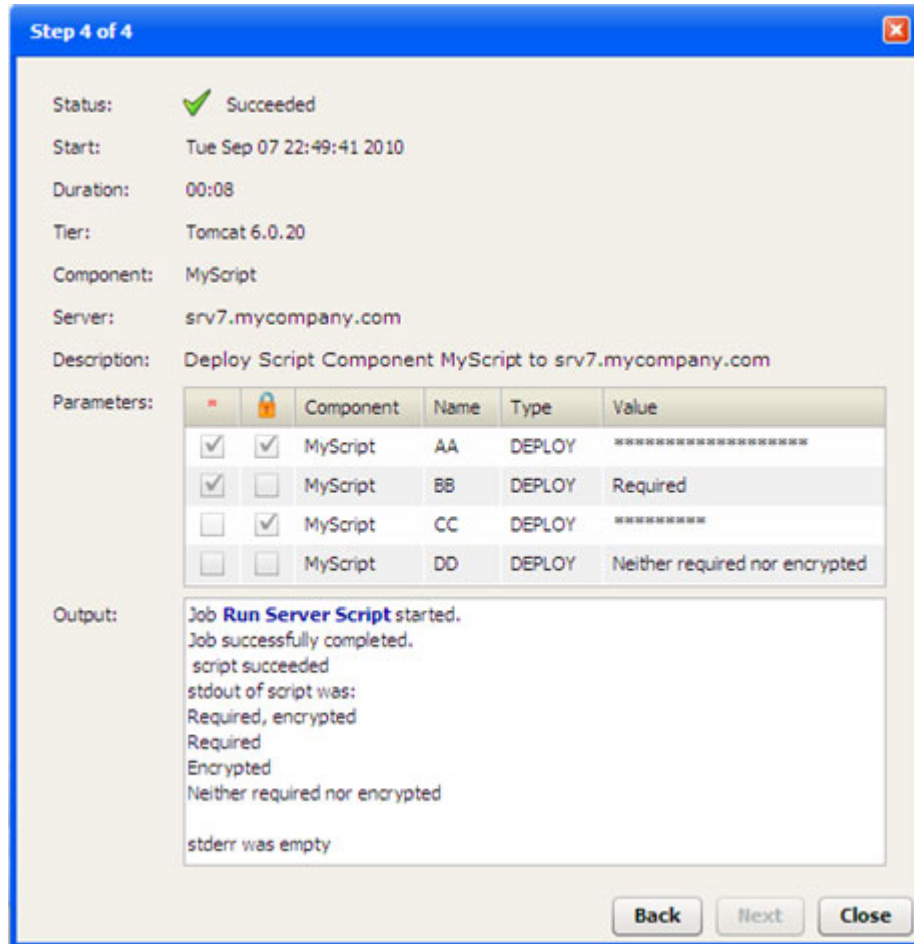 Step 4 of 4
Status: Succeeded
Start: Tue Sep 07 22:49:41 2010
Duration: 00:08
Tier: Tomcat 6.0.20
Component: MyScript
Server: srv7.mycompany.com
Description: Deploy Script Component MyScript to srv7.mycompany.com
Parameters: * Component Name Type Value
MyScript AA DEPLOY *******************
MyScript BB DEPLOY Required
MyScript CC DEPLOY *********
MyScript DD DEPLOY Neither required nor encrypted
Output: Job Run Server Script started.
Job successfully completed.
script succeeded
stdout of script was:
Required, encrypted
Required
Encrypted
Neither required nor encrypted
stderr was empty
Back Next Close